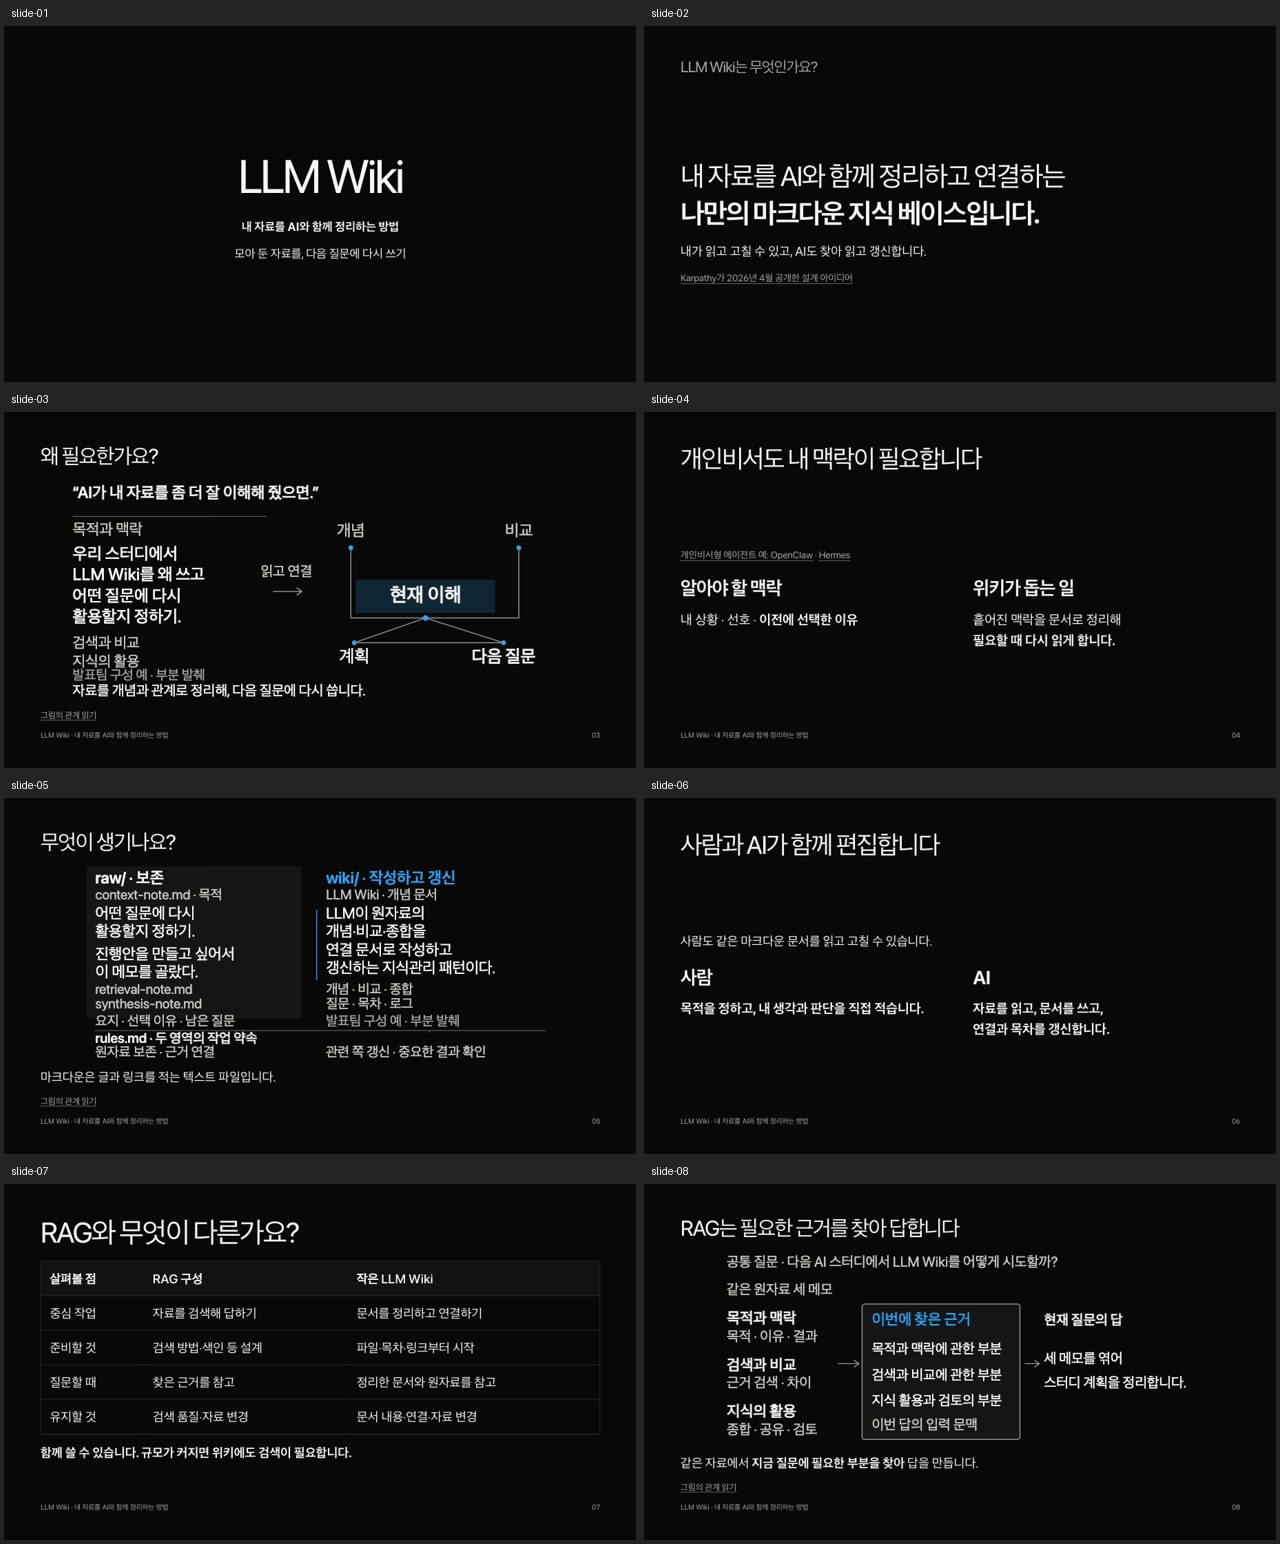 slide-01
LLM Wiki
내 자료를 AI와 함께 정리하는 방법
모아 둔 자료를, 다음 질문에 다시 쓰기
slide-02
LLM Wiki는 무엇인가요?
내 자료를 AI와 함께 정리하고 연결하는
나만의 마크다운 지식 베이스입니다.
내가 읽고 고칠 수 있고, AI도 찾아 읽고 갱신합니다.
Karpathy가 2026년 4월 공개한 설계 아이디어
slide-03
왜 필요한가요?
“AI가 내 자료를 좀 더 잘 이해해 줬으면.”
목적과 맥락
우리 스터디에서
LLM Wiki를 왜 쓰고
어떤 질문에 다시
활용할지 정하기.
검색과 비교
지식의 활용
발표팀 구성 예 · 부분 발췌
읽고 연결
개념
비교
현재 이해
계획
다음 질문
자료를 개념과 관계로 정리해, 다음 질문에 다시 씁니다.
그림의 관계 읽기
LLM Wiki · 내 자료를 AI와 함께 정리하는 방법
03
slide-04
개인비서도 내 맥락이 필요합니다
개인비서형 에이전트 예: OpenClaw · Hermes
알아야 할 맥락
내 상황 · 선호 · 이전에 선택한 이유
위키가 돕는 일
흩어진 맥락을 문서로 정리해
필요할 때 다시 읽게 합니다.
LLM Wiki · 내 자료를 AI와 함께 정리하는 방법
04
slide-05
무엇이 생기나요?
raw/ · 보존
context-note.md · 목적
어떤 질문에 다시
활용할지 정하기.
진행안을 만들고 싶어서
이 메모를 골랐다.
retrieval-note.md
synthesis-note.md
요지 · 선택 이유 · 남은 질문
wiki/ · 작성하고 갱신
LLM Wiki · 개념 문서
LLM이 원자료의
개념·비교·종합을
연결 문서로 작성하고
갱신하는 지식관리 패턴이다.
개념 · 비교 · 종합
질문 · 목차 · 로그
발표팀 구성 예 · 부분 발췌
rules.md · 두 영역의 작업 약속
원자료 보존 · 근거 연결
관련 쪽 갱신 · 중요한 결과 확인
마크다운은 글과 링크를 적는 텍스트 파일입니다.
그림의 관계 읽기
LLM Wiki · 내 자료를 AI와 함께 정리하는 방법
05
slide-06
사람과 AI가 함께 편집합니다
사람도 같은 마크다운 문서를 읽고 고칠 수 있습니다.
사람
목적을 정하고, 내 생각과 판단을 직접 적습니다.
AI
자료를 읽고, 문서를 쓰고,
연결과 목차를 갱신합니다.
LLM Wiki · 내 자료를 AI와 함께 정리하는 방법
06
slide-07
RAG와 무엇이 다른가요?
살펴볼 점 RAG 구성 작은 LLM Wiki
중심 작업 자료를 검색해 답하기 문서를 정리하고 연결하기
준비할 것 검색 방법·색인 등 설계 파일·목차·링크부터 시작
질문할 때 찾은 근거를 참고 정리한 문서와 원자료를 참고
유지할 것 검색 품질·자료 변경 문서 내용·연결·자료 변경
함께 쓸 수 있습니다. 규모가 커지면 위키에도 검색이 필요합니다.
LLM Wiki · 내 자료를 AI와 함께 정리하는 방법
07
slide-08
RAG는 필요한 근거를 찾아 답합니다
공통 질문 · 다음 AI 스터디에서 LLM Wiki를 어떻게 시도할까?
같은 원자료 세 메모
목적과 맥락
목적 · 이유 · 결과
검색과 비교
근거 검색 · 차이
지식의 활용
종합 · 공유 · 검토
이번에 찾은 근거
목적과 맥락에 관한 부분
검색과 비교에 관한 부분
지식 활용과 검토의 부분
이번 답의 입력 문맥
현재 질문의 답
세 메모를 엮어
스터디 계획을 정리합니다.
같은 자료에서 지금 질문에 필요한 부분을 찾아 답을 만듭니다.
그림의 관계 읽기
LLM Wiki · 내 자료를 AI와 함께 정리하는 방법
08